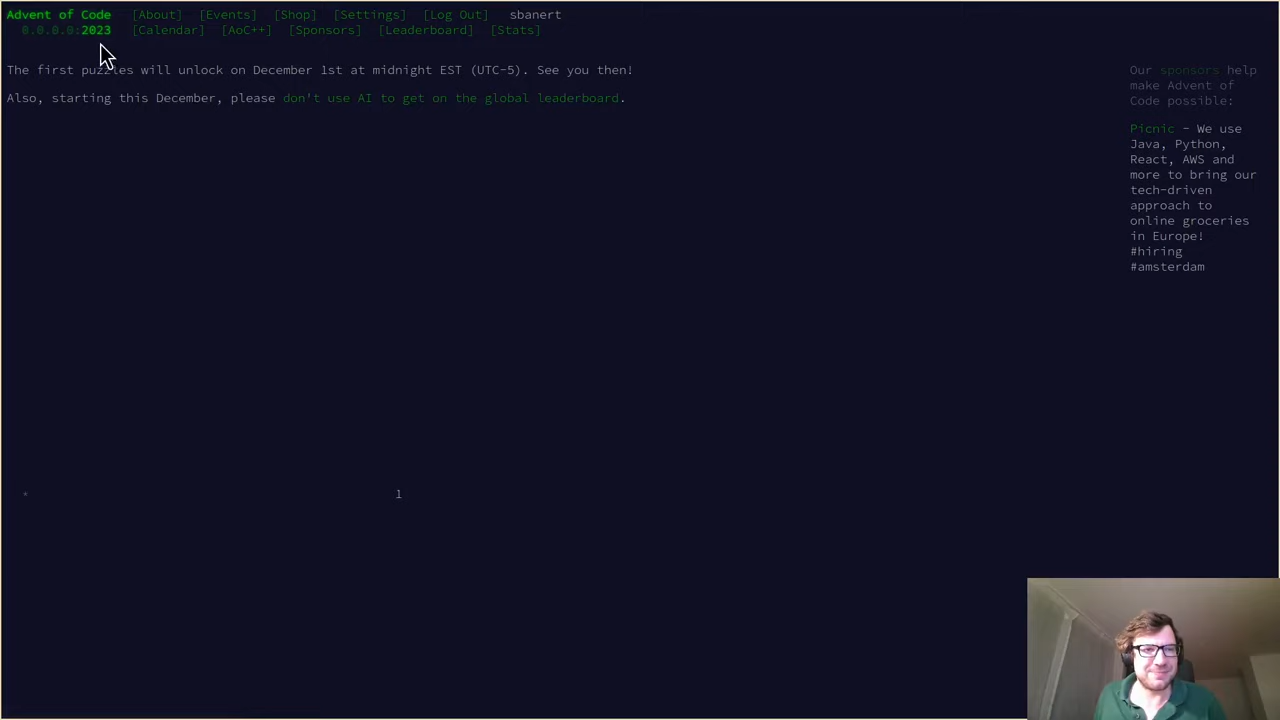 Advent of Code [About] [Events] [Shop] [Settings] [Log Out] sbanert
0.0.0.0:2023 [Calendar] [AoC++] [Sponsors] [Leaderboard] [Stats]
The first puzzles will unlock on December 1st at midnight EST (UTC-5). See you then!
Also, starting this December, please don't use AI to get on the global leaderboard.
Our sponsors help
make Advent of
Code possible:
Picnic - We use
Java, Python,
React, AWS and
more to bring our
tech-driven
approach to
online groceries
in Europe!
#hiring
#amsterdam
* 1